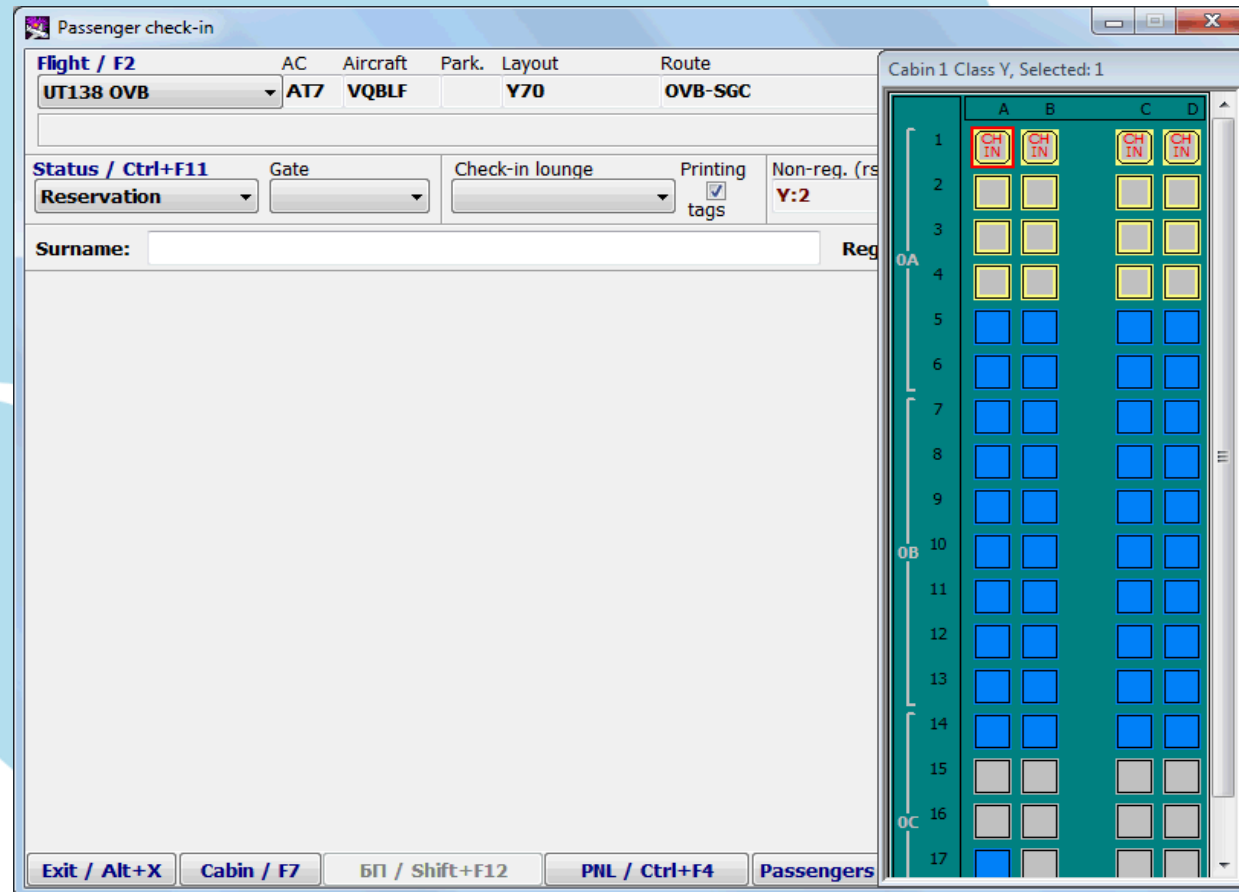 Passenger check-in
Flight / F2 AC Aircraft Park. Layout Route
UT138 OVB AT7 VQBLF Y70 OVB-SGC
Status / Ctrl+F11 Gate Check-in lounge Printing Non-reg. (rs
Reservation tags Y:2
Surname: Reg
Exit / Alt+X Cabin / F7 БП / Shift+F12 PNL / Ctrl+F4 Passengers
Cabin 1 Class Y, Selected: 1
A B C D
1 CH IN CH IN CH IN CH IN
2
3
0A
4
5
6
7
8
9
0B 10
11
12
13
14
15
0C 16
17